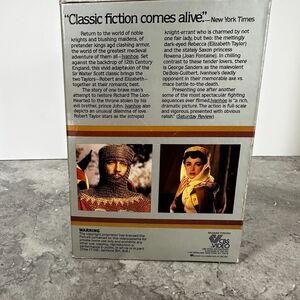 "Classic fiction comes alive."—New York Times
Return to the world of noble
knights and blushing maidens, of
pretender kings and clashing armor,
the world of the greatest medieval
adventure of them all–Ivanhoe. Set
against the backdrop of 12th Century
England, this vivid adaptation of the
Sir Walter Scott classic brings the
two Taylors–Robert and Elizabeth–
together at their romantic best.
The story of one brave man's
attempt to restore Richard The Lion-
Hearted to the throne stolen by his
evil brother, prince John, Ivanhoe also
depicts an unusual dilemma of love.
Robert Taylor stars as the intrepid
knight-errant who is charmed by not
one fair lady, but two: the meltingly
dark-eyed Rebecca (Elizabeth Taylor) and
the stately Saxon princess
Rowena (Joan Fontaine). In chilling
contrast to these tender lovers, there
is George Sanders as the malevolent
DeBois-Guilbert, Ivanhoe's deadly
opponent in their memorable axe vs.
mace battle-to-the-death.
Presenting one after another
some of the most spectacular fighting
sequences ever filmed, Ivanhoe is "a rich,
dramatic picture. The action is full-scale
and vigorous, presented with obvious
relish." (Saturday Review)
WARNING
CBS
VIDEO